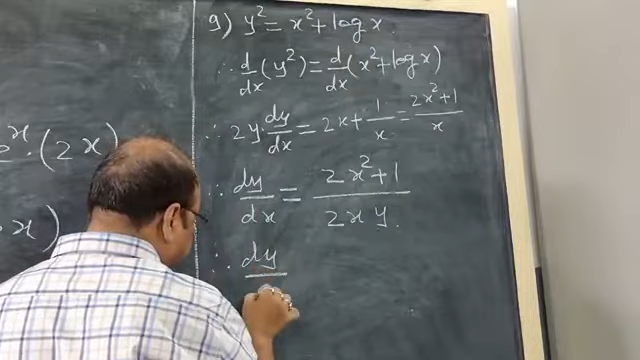 9) y² = x² + log x.
∴ d/dx (y²) = d/dx (x² + log x)
∴ 2y · dy/dx = 2x + 1/x = 2x² + 1/x
∴ dy/dx = 2x² + 1/2xy.
∴ dy
· (2x)
· x)